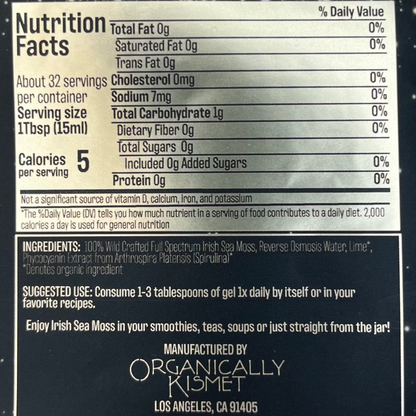 Nutrition Facts
About 32 servings per container
Serving size
1Tbsp (15ml)
Calories per serving 5
% Daily Value
Total Fat 0g 0%
Saturated Fat 0g 0%
Trans Fat 0g
Cholesterol 0mg 0%
Sodium 7mg 0%
Total Carbohydrate 1g 0%
Dietary Fiber 0g 0%
Total Sugars 0g
Included 0g Added Sugars 0%
Protein 0g 0%
Not a significant source of vitamin D, calcium, iron, and potassium
*The %Daily Value (DV) tells you how much nutrient in a serving of food contributes to a daily diet. 2,000
calories a day is used for general nutrition
INGREDIENTS: 100% Wild Crafted Full Spectrum Irish Sea Moss, Reverse Osmosis Water, Lime*,
Phycocyanin Extract from Arthrospira Platensis (Spirulina)*
*Denotes organic ingredient
SUGGESTED USE: Consume 1-3 tablespoons of gel 1x daily by itself or in your
favorite recipes.
Enjoy Irish Sea Moss in your smoothies, teas, soups or just straight from the jar!
MANUFACTURED BY
ORGANICALLY
KISMET
LOS ANGELES, CA 91405